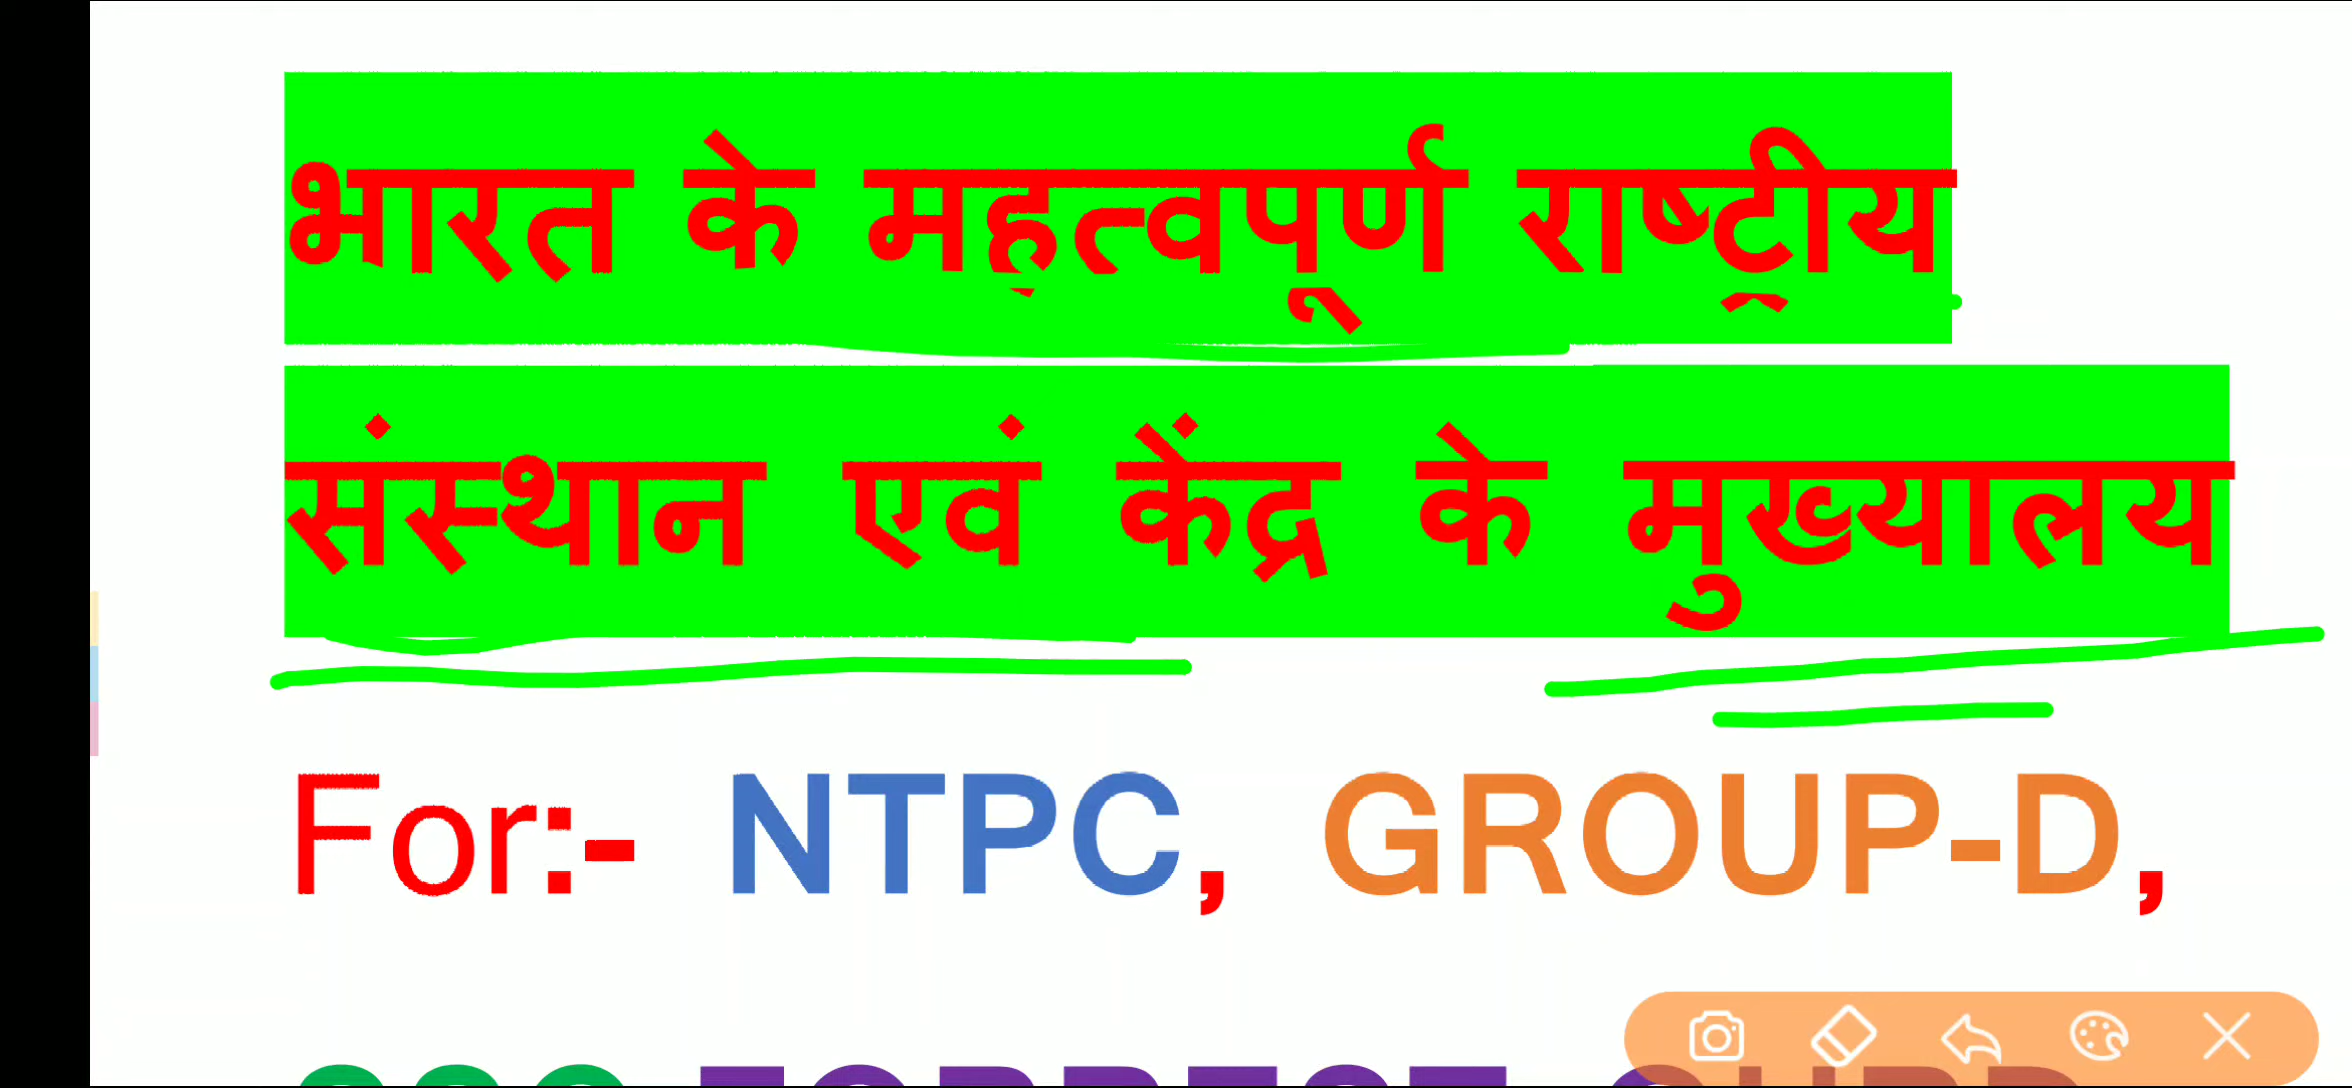 भारत के महत्वपूर्ण राष्ट्रीय
संस्थान एवं केंद्र के मुख्यालय
For:- NTPC, GROUP-D,